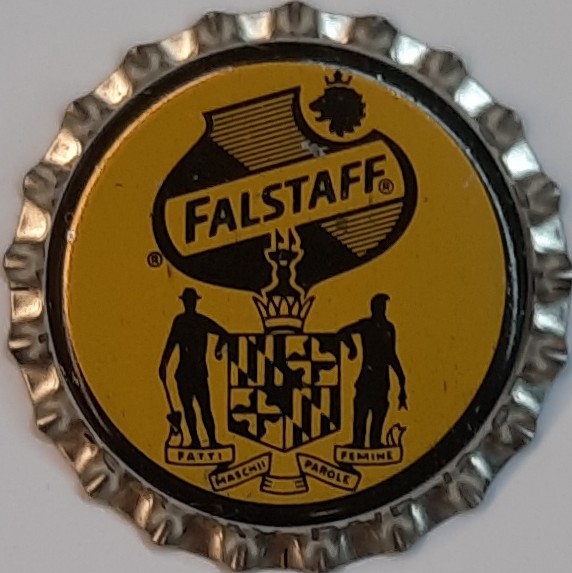 FALSTAFF®
®
FATTI MASCHII PAROLE FEMINE